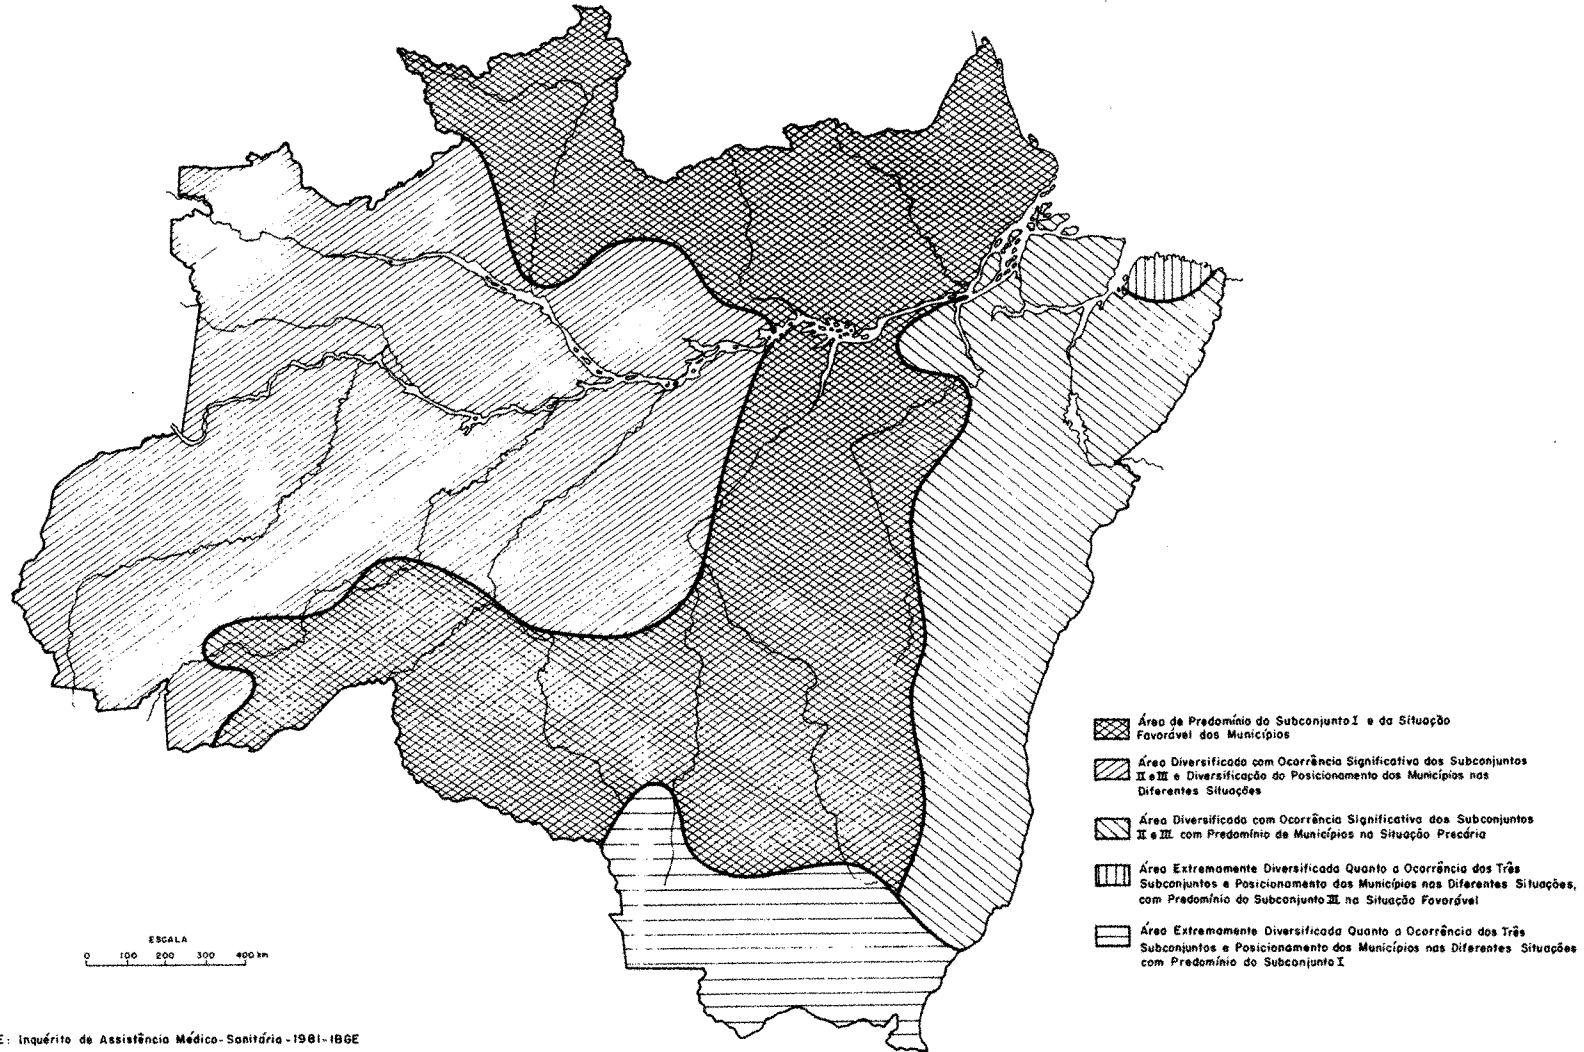 Área de Predomínio do Subconjunto I e da Situação
Favorável dos Municípios
Área Diversificada com Ocorrência Significativa dos Subconjuntos
II e III e Diversificação do Posicionamento dos Municípios nas
Diferentes Situações
Área Diversificada com Ocorrência Significativa dos Subconjuntos
II e III com Predomínio de Municípios na Situação Precária
Área Extremamente Diversificada Quanto a Ocorrência dos Três
Subconjuntos e Posicionamento dos Municípios nas Diferentes Situações,
com Predomínio do Subconjunto III na Situação Favorável
Área Extremamente Diversificada Quanto a Ocorrência dos Três
Subconjuntos e Posicionamento dos Municípios nas Diferentes Situações
com Predomínio do Subconjunto I
ESCALA
0 100 200 300 400 km
E: Inquérito de Assistência Médico-Sanitária-1981-IBGE